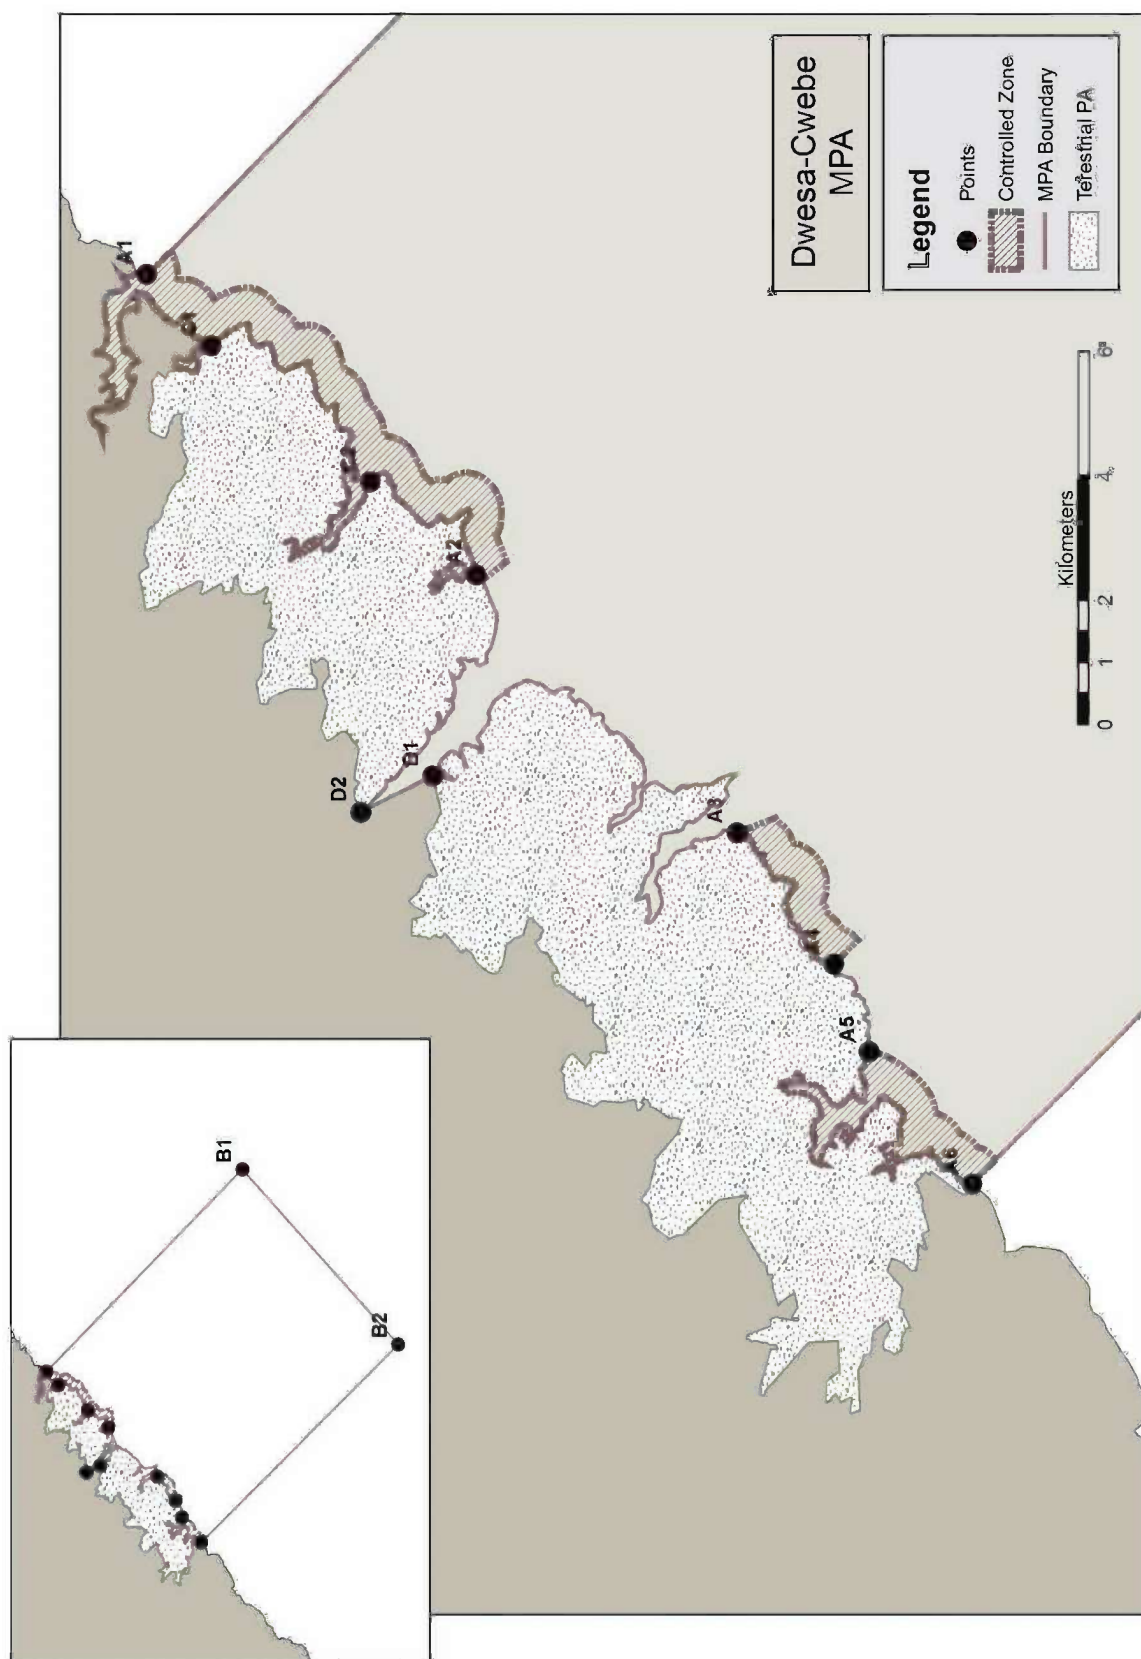 Dwesa-Cwebe
MPA
Legend
Points
Controlled Zone
MPA Boundary
Terestrial PA
Kilometers
0 1 2 4 6
A1
A2
D2
B1
A3
A5
B1
B2